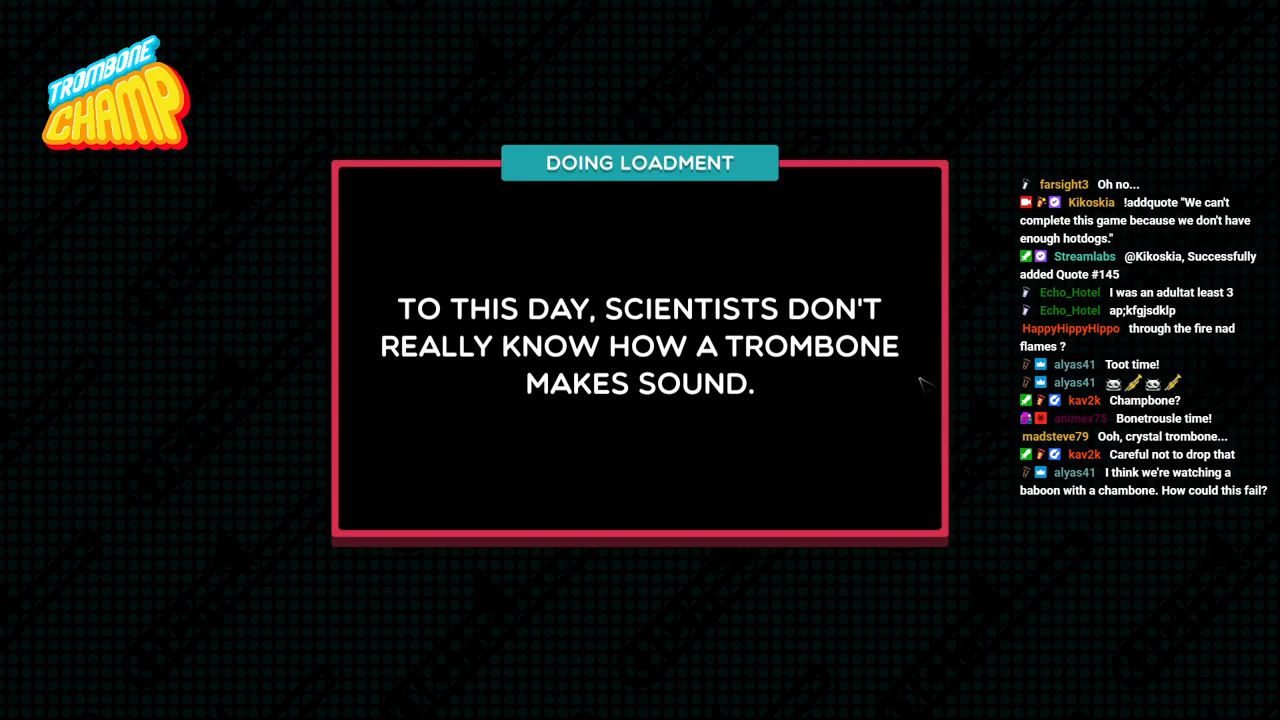 TROMBONE
CHAMP
DOING LOADMENT
TO THIS DAY, SCIENTISTS DON'T
REALLY KNOW HOW A TROMBONE
MAKES SOUND.
farsight3 Oh no...
Kikoskia !addquote "We can't
complete this game because we don't have
enough hotdogs."
Streamlabs @Kikoskia, Successfully
added Quote #145
Echo_Hotel I was an adultat least 3
Echo_Hotel ap;kfgjsdklp
HappyHippyHippo through the fire nad
flames ?
alyas41 Toot time!
alyas41
kav2k Champbone?
animex75 Bonetrousle time!
madsteve79 Ooh, crystal trombone...
kav2k Careful not to drop that
alyas41 I think we're watching a
baboon with a chambone. How could this fail?